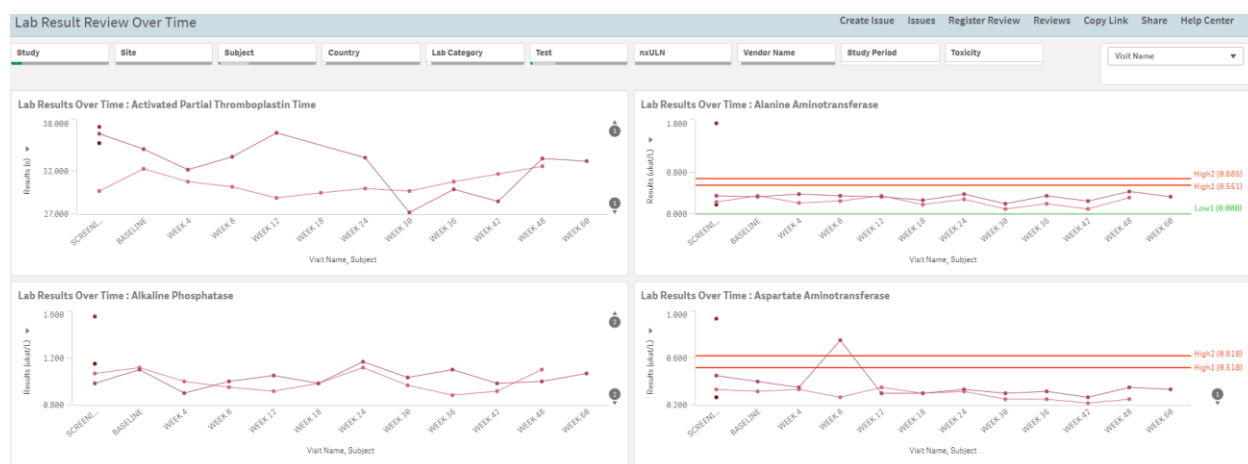 Lab Result Review Over Time
Create Issue Issues Register Review Reviews Copy Link Share Help Center
Study Site Subject Country Lab Category Test nxULN Vendor Name Study Period Toxicity Visit Name
Lab Results Over Time : Activated Partial Thromboplastin Time
38.000
32.000
27.000
Results (s)
1
1
SCREENI... BASELINE WEEK 4 WEEK 8 WEEK 12 WEEK 18 WEEK 24 WEEK 30 WEEK 36 WEEK 42 WEEK 48 WEEK 60
Visit Name, Subject
Lab Results Over Time : Alanine Aminotransferase
1.800
0.800
0.000
Results (ukat/L)
High2 (0.685)
High1 (0.551)
Low1 (0.000)
SCREENI... BASELINE WEEK 4 WEEK 8 WEEK 12 WEEK 18 WEEK 24 WEEK 30 WEEK 36 WEEK 42 WEEK 48 WEEK 60
Visit Name, Subject
Lab Results Over Time : Alkaline Phosphatase
1.600
1.200
0.800
Results (ukat/L)
2
2
SCREENI... BASELINE WEEK 4 WEEK 8 WEEK 12 WEEK 18 WEEK 24 WEEK 30 WEEK 36 WEEK 42 WEEK 48 WEEK 60
Visit Name, Subject
Lab Results Over Time : Aspartate Aminotransferase
1.000
0.600
0.200
Results (ukat/L)
High2 (0.618)
High1 (0.518)
1
SCREENI... BASELINE WEEK 4 WEEK 8 WEEK 12 WEEK 18 WEEK 24 WEEK 30 WEEK 36 WEEK 42 WEEK 48 WEEK 60
Visit Name, Subject